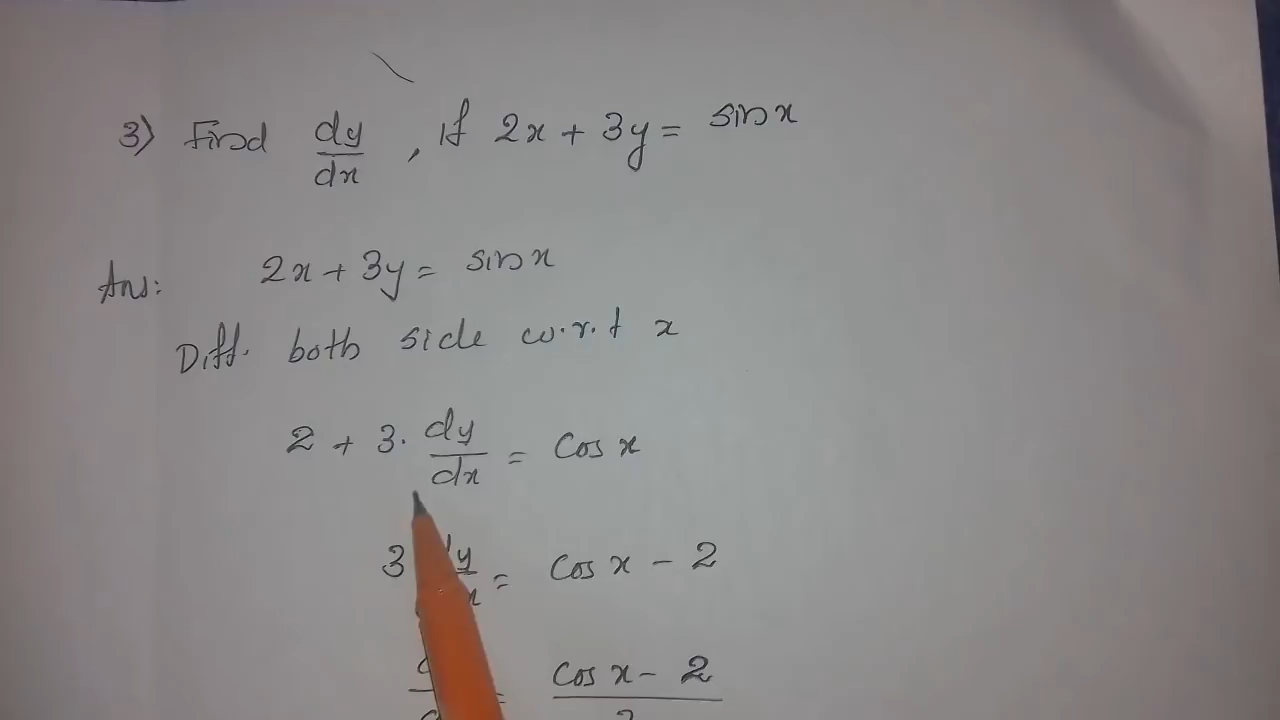 3) Find dy/dx , if 2x + 3y = sin x
Ans: 2x + 3y = sin x
Diff. both side w.r.t x
2 + 3. dy/dx = Cos x
3 dy = Cos x - 2
= Cos x - 2